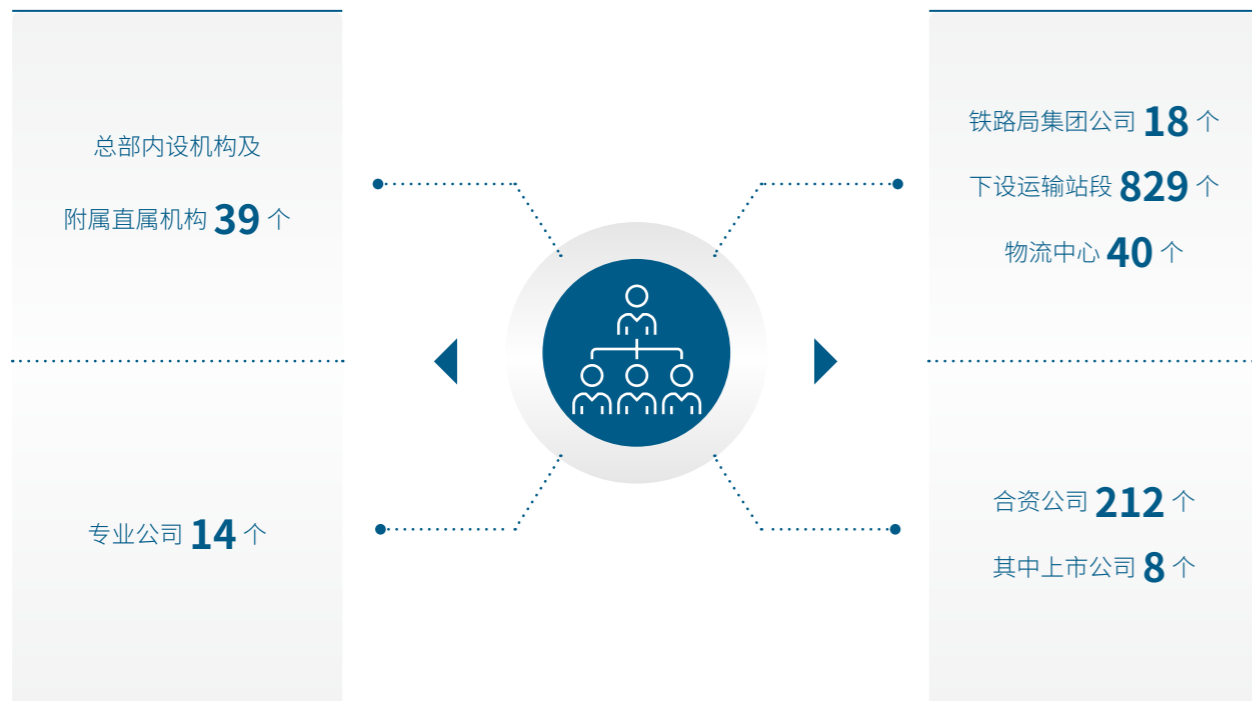 总部内设机构及
附属直属机构 39 个
专业公司 14 个
铁路局集团公司 18 个
下设运输站段 829 个
物流中心 40 个
合资公司 212 个
其中上市公司 8 个